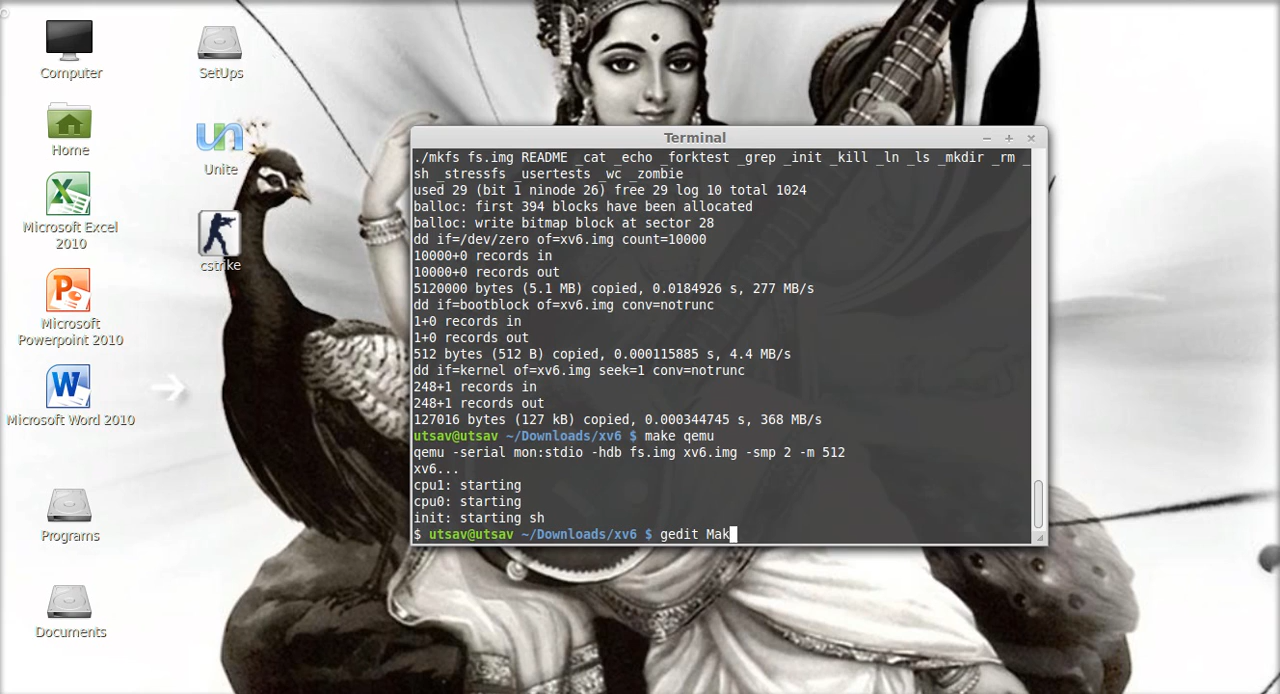 Computer
SetUps
Home
Unite
Microsoft Excel
2010
cstrike
Microsoft
Powerpoint 2010
Microsoft Word 2010
Programs
Documents
Terminal
./mkfs fs.img README _cat _echo _forktest _grep _init _kill _ln _ls _mkdir _rm _
sh _stressfs _usertests _wc _zombie
used 29 (bit 1 ninode 26) free 29 log 10 total 1024
balloc: first 394 blocks have been allocated
balloc: write bitmap block at sector 28
dd if=/dev/zero of=xv6.img count=10000
10000+0 records in
10000+0 records out
5120000 bytes (5.1 MB) copied, 0.0184926 s, 277 MB/s
dd if=bootblock of=xv6.img conv=notrunc
1+0 records in
1+0 records out
512 bytes (512 B) copied, 0.000115885 s, 4.4 MB/s
dd if=kernel of=xv6.img seek=1 conv=notrunc
248+1 records in
248+1 records out
127016 bytes (127 kB) copied, 0.000344745 s, 368 MB/s
utsav@utsav ~/Downloads/xv6 $ make qemu
qemu -serial mon:stdio -hdb fs.img xv6.img -smp 2 -m 512
xv6...
cpu1: starting
cpu0: starting
init: starting sh
$ utsav@utsav ~/Downloads/xv6 $ gedit Mak